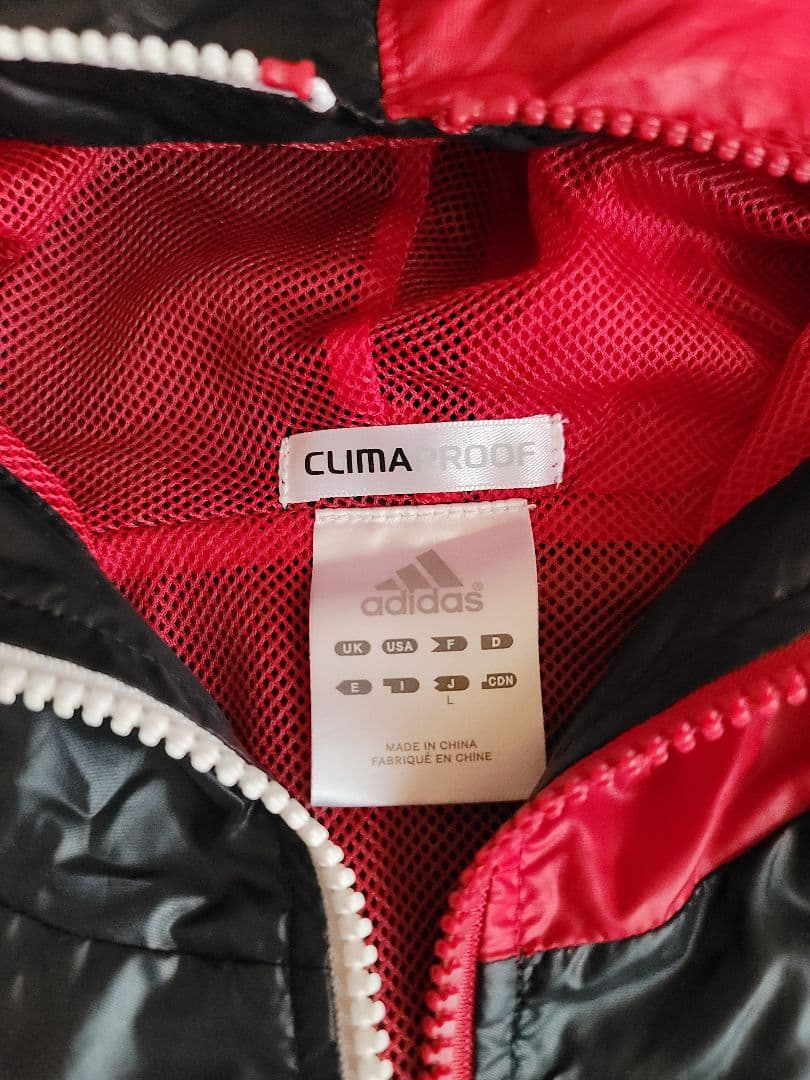 CLIMAPROOF
adidas®
UK USA F D
E I J CDN
L
MADE IN CHINA
FABRIQUÉ EN CHINE